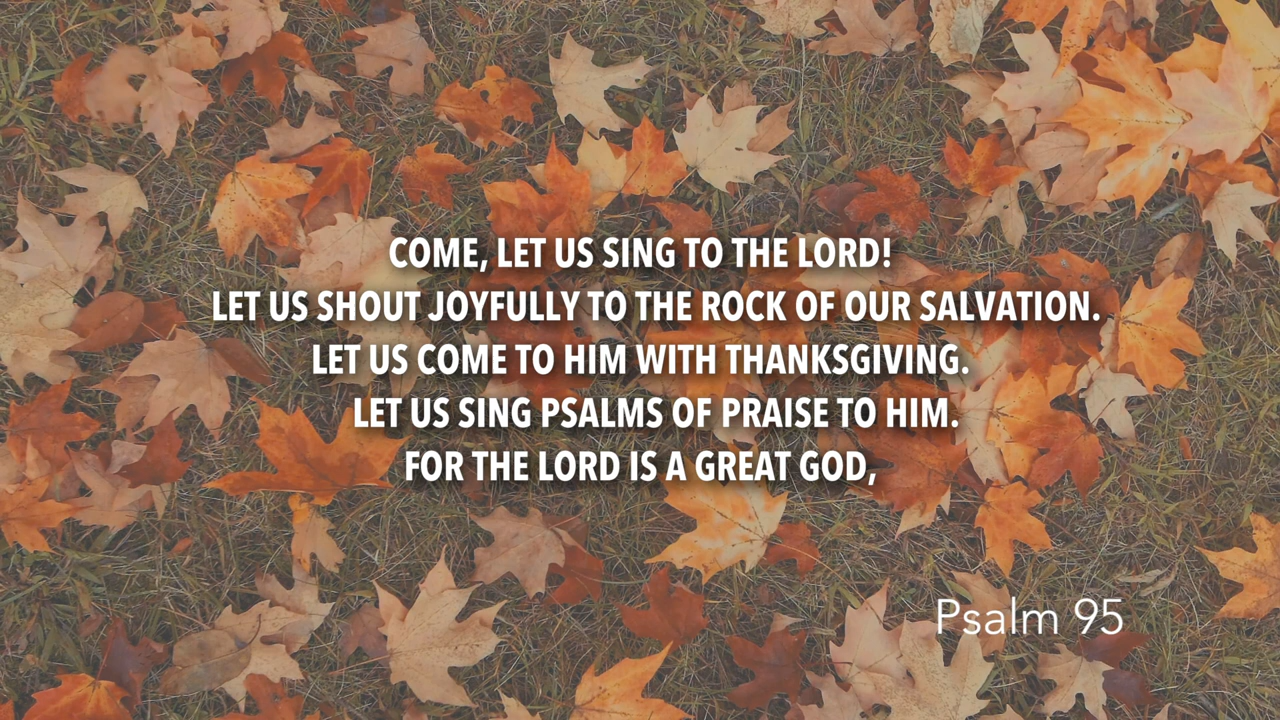 COME, LET US SING TO THE LORD!
LET US SHOUT JOYFULLY TO THE ROCK OF OUR SALVATION.
LET US COME TO HIM WITH THANKSGIVING.
LET US SING PSALMS OF PRAISE TO HIM.
FOR THE LORD IS A GREAT GOD,
Psalm 95